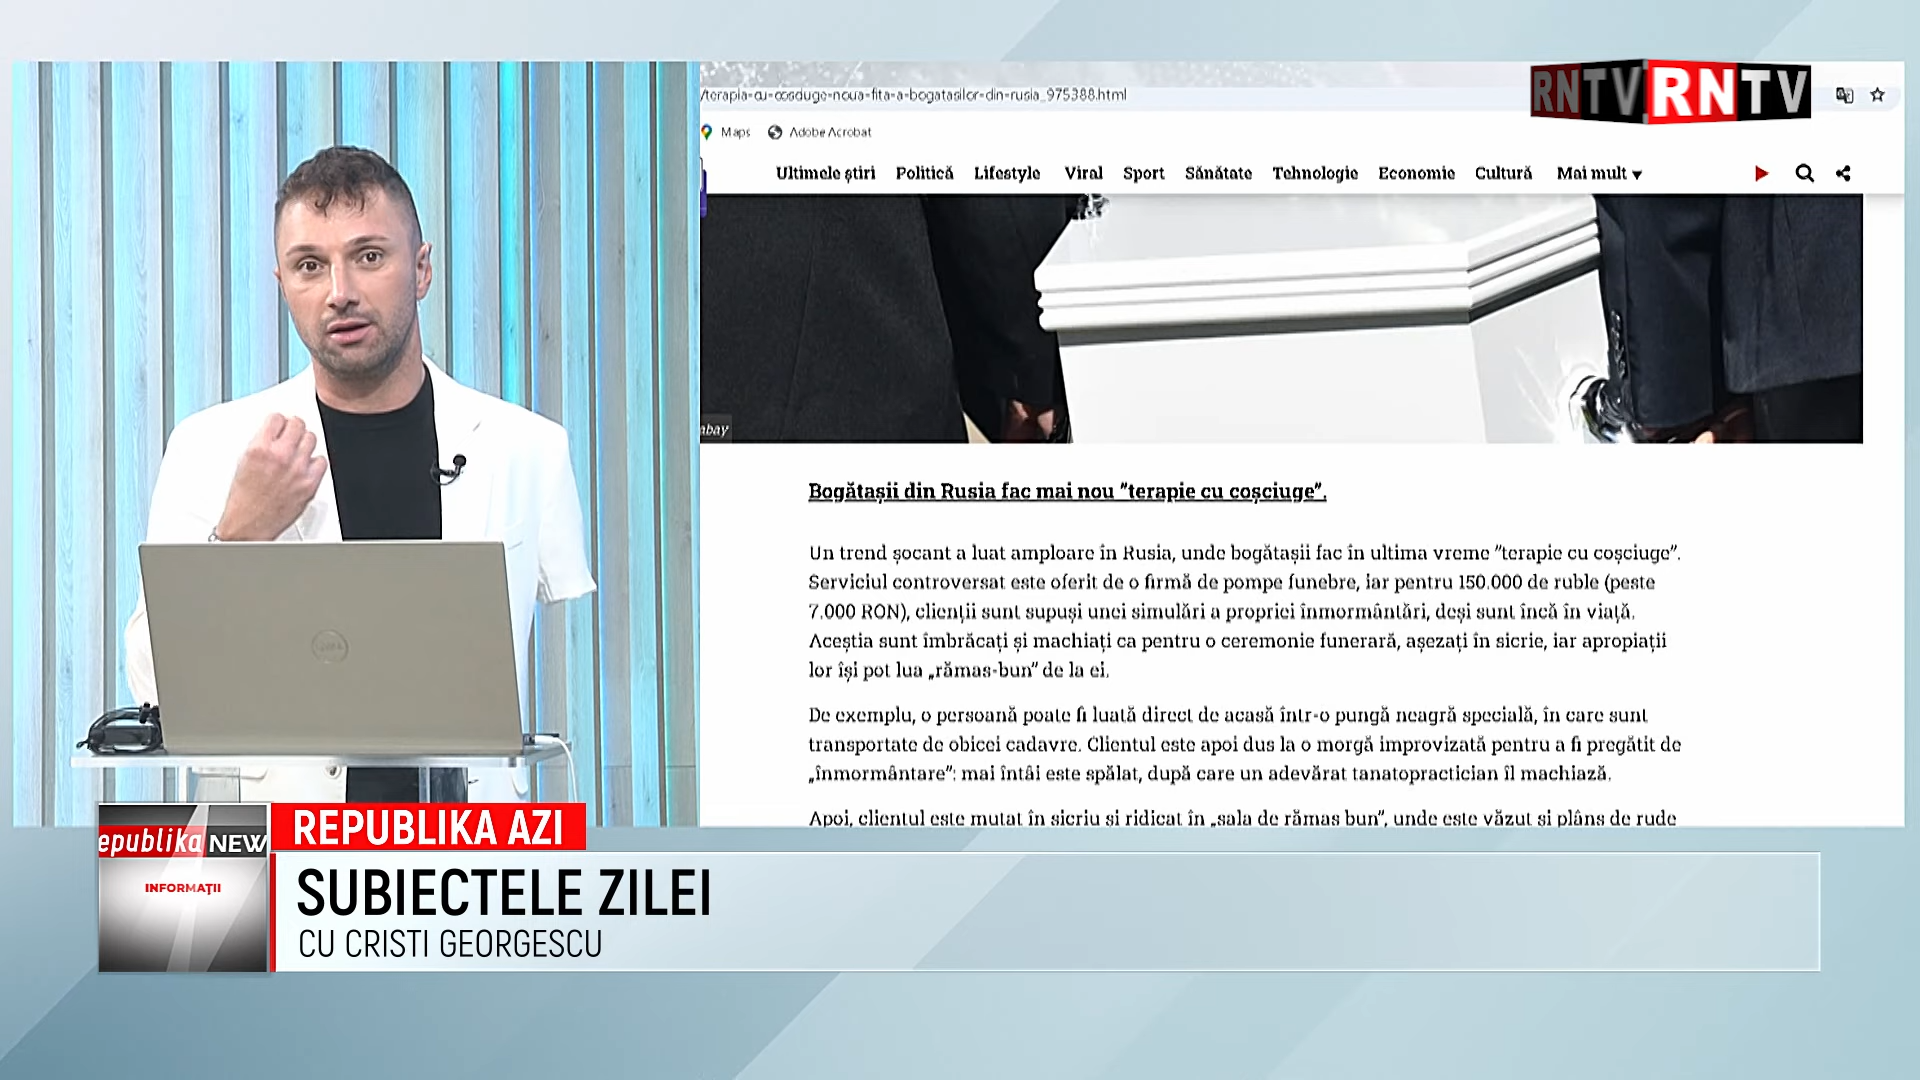 /terapia-cu-cosciuge-noua-fita-a-bogatasilor-din-rusia_975388.html
RNTV RNTV
Maps Adobe Acrobat
Ultimele știri Politică Lifestyle Viral Sport Sănătate Tehnologie Economie Cultură Mai mult
abay
Bogătașii din Rusia fac mai nou ”terapie cu coșciuge”.
Un trend șocant a luat amploare în Rusia, unde bogătașii fac în ultima vreme ”terapie cu coșciuge”.
Serviciul controversat este oferit de o firmă de pompe funebre, iar pentru 150.000 de ruble (peste
7.000 RON), clienții sunt supuși unei simulări a propriei înmormântări, deși sunt încă în viață.
Aceștia sunt îmbrăcați și machiați ca pentru o ceremonie funerară, așezați în sicrie, iar apropiații
lor își pot lua „rămas-bun” de la ei.
De exemplu, o persoană poate fi luată direct de acasă într-o pungă neagră specială, în care sunt
transportate de obicei cadavre. Clientul este apoi dus la o morgă improvizată pentru a fi pregătit de
„înmormântare”: mai întâi este spălat, după care un adevărat tanatopractician îl machiază.
Apoi, clientul este mutat în sicriu și ridicat în „sala de rămas bun”, unde este văzut și plâns de rude
DELL
epublika NEW
INFORMAȚII
REPUBLIKA AZI
SUBIECTELE ZILEI
CU CRISTI GEORGESCU